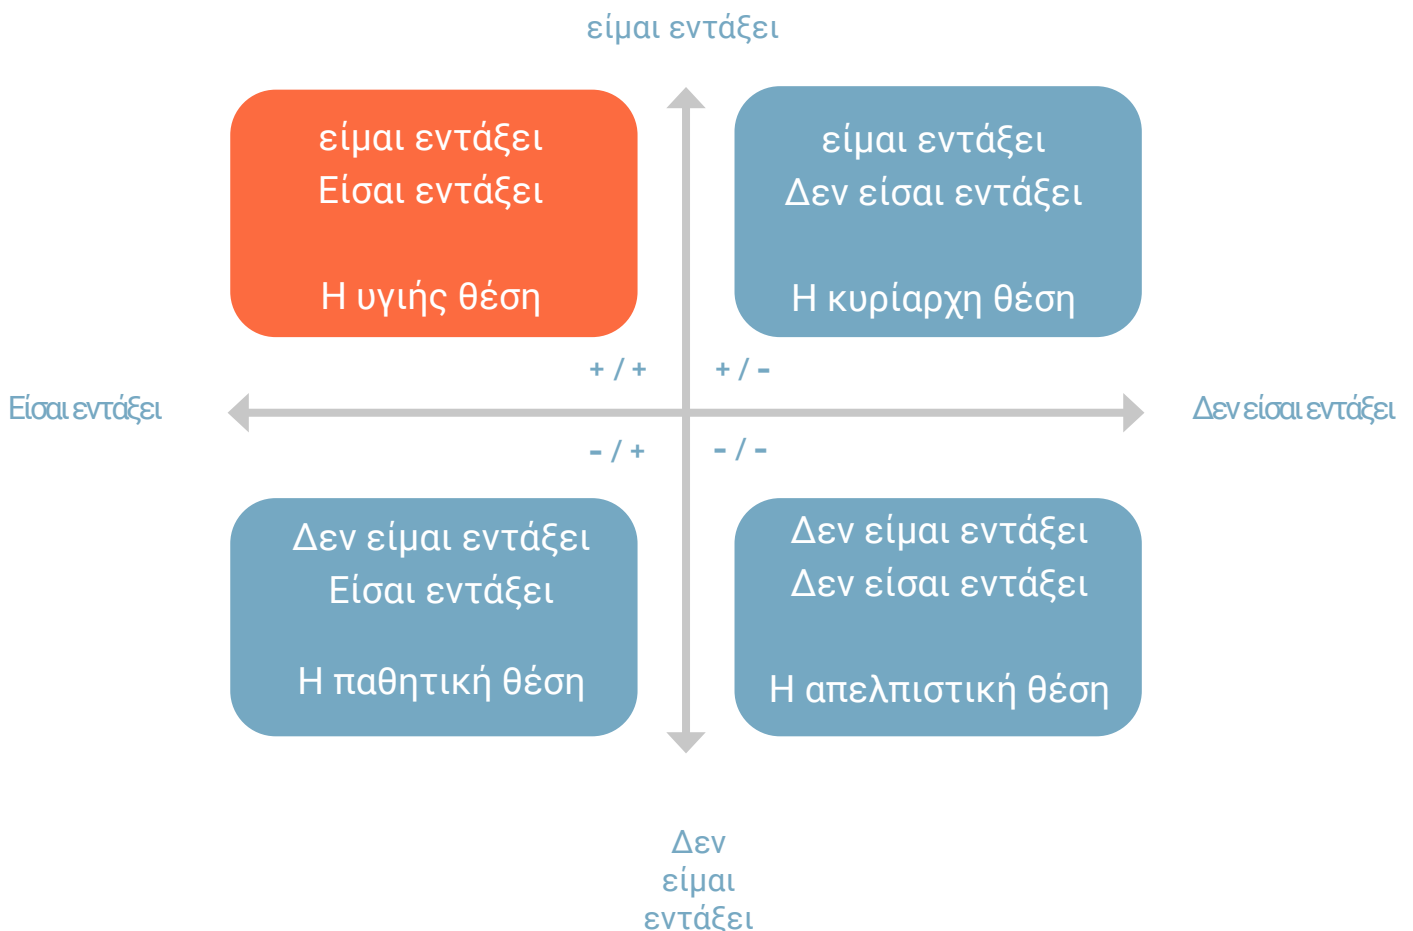 είμαι εντάξει
είμαι εντάξει
Είσαι εντάξει
Η υγιής θέση
είμαι εντάξει
Δεν είσαι εντάξει
Η κυρίαρχη θέση
+ / +
+ / -
Είσαι εντάξει
Δεν είσαι εντάξει
- / +
- / -
Δεν είμαι εντάξει
Είσαι εντάξει
Η παθητική θέση
Δεν είμαι εντάξει
Δεν είσαι εντάξει
Η απελπιστική θέση
Δεν
είμαι
εντάξει